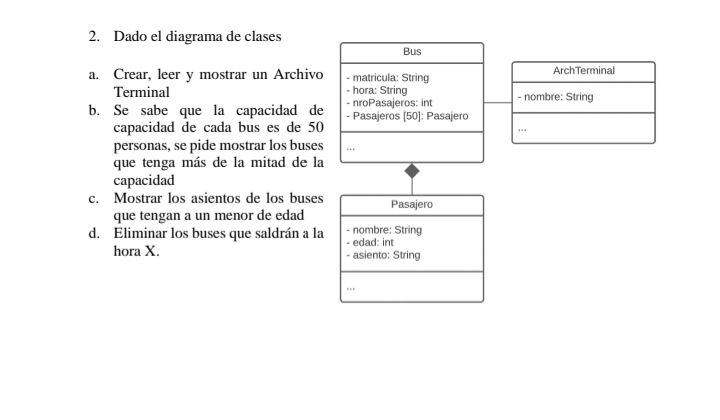 2. Dado el diagrama de clases
a. Crear, leer y mostrar un Archivo
Terminal
b. Se sabe que la capacidad de
capacidad de cada bus es de 50
personas, se pide mostrar los buses
que tenga más de la mitad de la
capacidad
c. Mostrar los asientos de los buses
que tengan a un menor de edad
d. Eliminar los buses que saldrán a la
hora X.
Bus
- matricula: String
- hora: String
- nroPasajeros: int
- Pasajeros [50]: Pasajero
...
ArchTerminal
- nombre: String
...
Pasajero
- nombre: String
- edad: int
- asiento: String
...